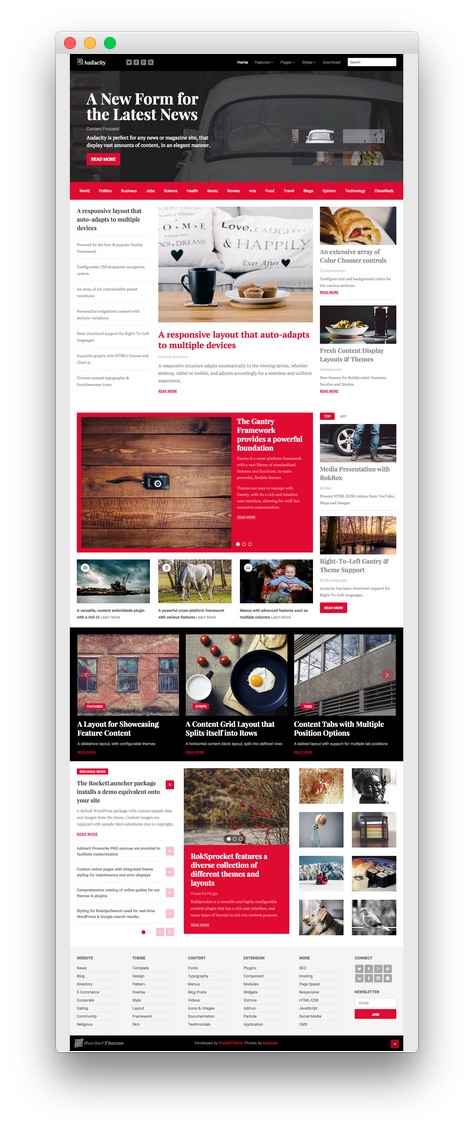 Audacity
Home Features Pages Styles Download
Search
A New Form for
the Latest News
Content Focused
Audacity is perfect for any news or magazine site, that
display vast amounts of content, in an elegant manner.
READ MORE
World Politics Business Jobs Science Health Music Movies Arts Food Travel Blogs Opinion Technology Classifieds
A responsive layout that
auto-adapts to multiple
devices
Powered by the free & popular Gantry
Framework
Configurable CSS dropdown navigation
system
An array of six customisable preset
variations
Personalize widgetized content with
stylistic variations
Basic structural support for Right-To-Left
languages
Exquisite graphs with HTML5 Canvas and
Chart.js
Diverse content typography &
Fontawesome icons
HOME
LOVE, LAUGHTER
DOGS & DREAMS
& HAPPILY
Ever After
A responsive layout that auto-adapts
to multiple devices
Flexible Structure
A responsive structure adapts automatically to the viewing device, whether
desktop, tablet or mobile, and adjusts accordingly for a seamless and uniform
experience.
READ MORE
An extensive array of
Color Chooser controls
Customization
Configure text and background colors for
the various sections.
READ MORE
Fresh Content Display
Layouts & Themes
RokSprocket
New themes for RokSprocket Features:
Scroller and Stories.
READ MORE
The Gantry
Framework
provides a powerful
foundation
Gantry is a cross-platform framework
with a vast library of standardized
features and functions, to make
powerful, flexible themes.
Themes are easy to manage with
Gantry, with its a rich and intuitive
user interface, allowing for swift but
extensive customization.
READ MORE
TOP HOT
Media Presentation with
RokBox
Modal
Present HTML DOM, videos from YouTube,
Maps and Images.
Right-To-Left Gantry &
Theme Support
Multi-Language
Audacity has basic structural support for
Right-To-Left languages.
READ MORE
A versatile, content switchblade plugin
with a rich UI Learn More
A powerful cross platform framework
with various features Learn More
Menus with advanced features such as
multiple columns Learn More
FEATURES
A Layout for Showcasing
Feature Content
A slideshow layout, with configurable themes
READ MORE
STRIPS
A Content Grid Layout that
Splits itself into Rows
A horizontal content block layout, split into defined rows
READ MORE
TABS
Content Tabs with Multiple
Position Options
A tabbed layout with support for multiple tab positions
READ MORE
BREAKING NEWS
The RocketLauncher package
installs a demo equivalent onto
your site
A default WordPress package with custom sample data
and images from the demo. Content images are
replaced with sample tiled substitutes due to copyright.
READ MORE
Adobe® Fireworks PNG sources are provided to
facilitate customization
Custom notice pages with integrated theme
styling for maintenance and error displays
Comprehensive catalog of online guides for our
themes & plugins
Styling for RokAjaxSearch used for real-time
WordPress & Google search results.
RokSprocket features a
diverse collection of
different themes and
layouts
Powerful Plugin
RokSprocket is a versatile and highly configurable
content plugin that has a rich user interface, and
many types of layouts to suit any content purpose.
READ MORE
WEBSITE THEME CONTENT EXTENSION MORE CONNECT
News Template Fonts Plugins SEO
Blog Design Typography Component Hosting
Directory Pattern Menus Modules Page Speed
E-Commerce Overlay Blog Posts Widgets Responsive
NEWSLETTER
Corporate Style Videos Gizmos HTML/CSS
Email
Dating Layout Icons & Images Add-on JavaScript
JOIN
Community Framework Documentation Particle Social Media
Religious Skin Testimonials Application CMS
RocketTheme
Developed by RocketTheme. Photos by Audacity.